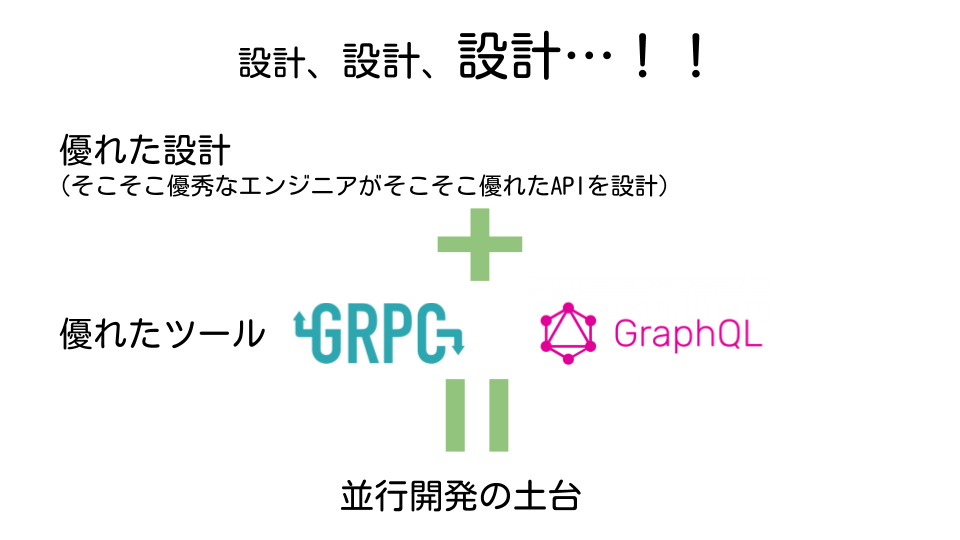 設計、設計、設計…！！
優れた設計
(そこそこ優秀なエンジニアがそこそこ優れたAPIを設計)
優れたツール GRPC GraphQL
並行開発の土台